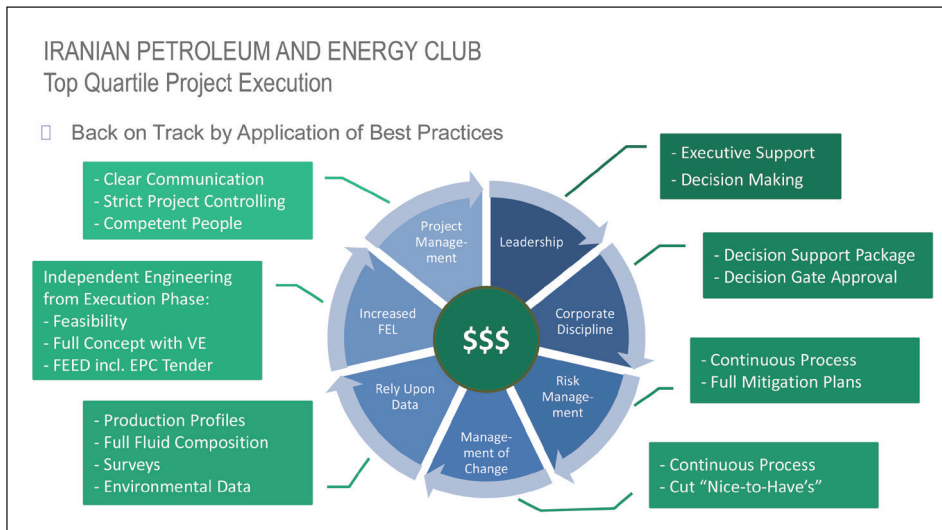 IRANIAN PETROLEUM AND ENERGY CLUB
Top Quartile Project Execution
Back on Track by Application of Best Practices
- Clear Communication
- Strict Project Controlling
- Competent People
- Executive Support
- Decision Making
Independent Engineering
from Execution Phase:
- Feasibility
- Full Concept with VE
- FEED incl. EPC Tender
- Decision Support Package
- Decision Gate Approval
- Production Profiles
- Full Fluid Composition
- Surveys
- Environmental Data
- Continuous Process
- Full Mitigation Plans
- Continuous Process
- Cut “Nice-to-Have’s”
Project
Manage-
ment
Leadership
Increased
FEL
$$$
Corporate
Discipline
Rely Upon
Data
Risk
Manage-
ment
Manage-
ment of
Change